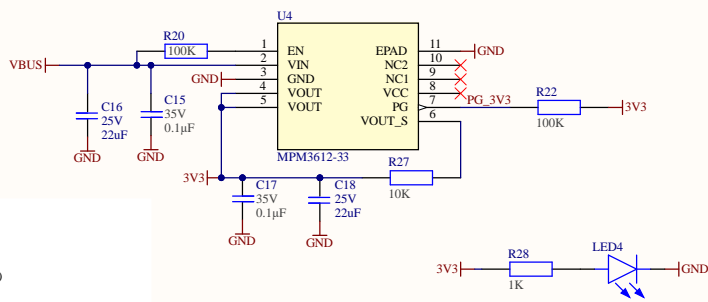 U4
R20
100K
VBUS
1 EN
2 VIN
GND 3 GND
4 VOUT
5 VOUT
EPAD 11 GND
NC2 10
NC1 9
VCC 8
PG 7 PG_3V3
VOUT_S 6
R22
100K
3V3
C16
25V
22uF
GND
C15
35V
0.1µF
GND
MPM3612-33
3V3
C17
35V
0.1µF
GND
C18
25V
22uF
GND
R27
10K
3V3
R28
1K
LED4
GND